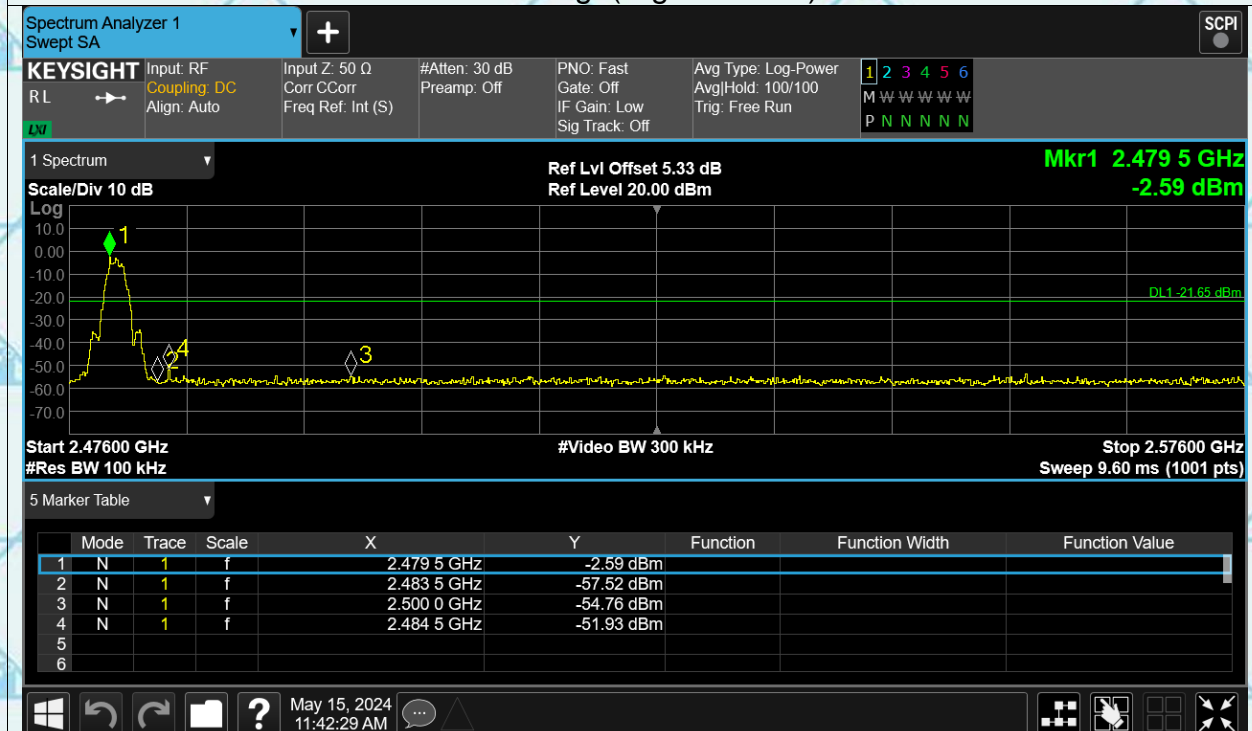 Spectrum Analyzer 1
Swept SA
+
SCPI
KEYSIGHT
RL
LXI
Input: RF
Coupling: DC
Align: Auto
Input Z: 50 Ω
Corr CCorr
Freq Ref: Int (S)
#Atten: 30 dB
Preamp: Off
PNO: Fast
Gate: Off
IF Gain: Low
Sig Track: Off
Avg Type: Log-Power
Avg|Hold: 100/100
Trig: Free Run
1 2 3 4 5 6
M W W W W W
P N N N N N N
1 Spectrum
Scale/Div 10 dB
Ref Lvl Offset 5.33 dB
Ref Level 20.00 dBm
Mkr1 2.479 5 GHz
-2.59 dBm
Log
10.0
0.00
-10.0
-20.0
-30.0
-40.0
-50.0
-60.0
-70.0
1
2
4
3
DL1 -21.65 dBm
Start 2.47600 GHz
#Video BW 300 kHz
Stop 2.57600 GHz
#Res BW 100 kHz
Sweep 9.60 ms (1001 pts)
5 Marker Table
Mode Trace Scale X Y Function Function Width Function Value
1 N 1 f 2.479 5 GHz -2.59 dBm
2 N 1 f 2.483 5 GHz -57.52 dBm
3 N 1 f 2.500 0 GHz -54.76 dBm
4 N 1 f 2.484 5 GHz -51.93 dBm
5
6
?
May 15, 2024
11:42:29 AM